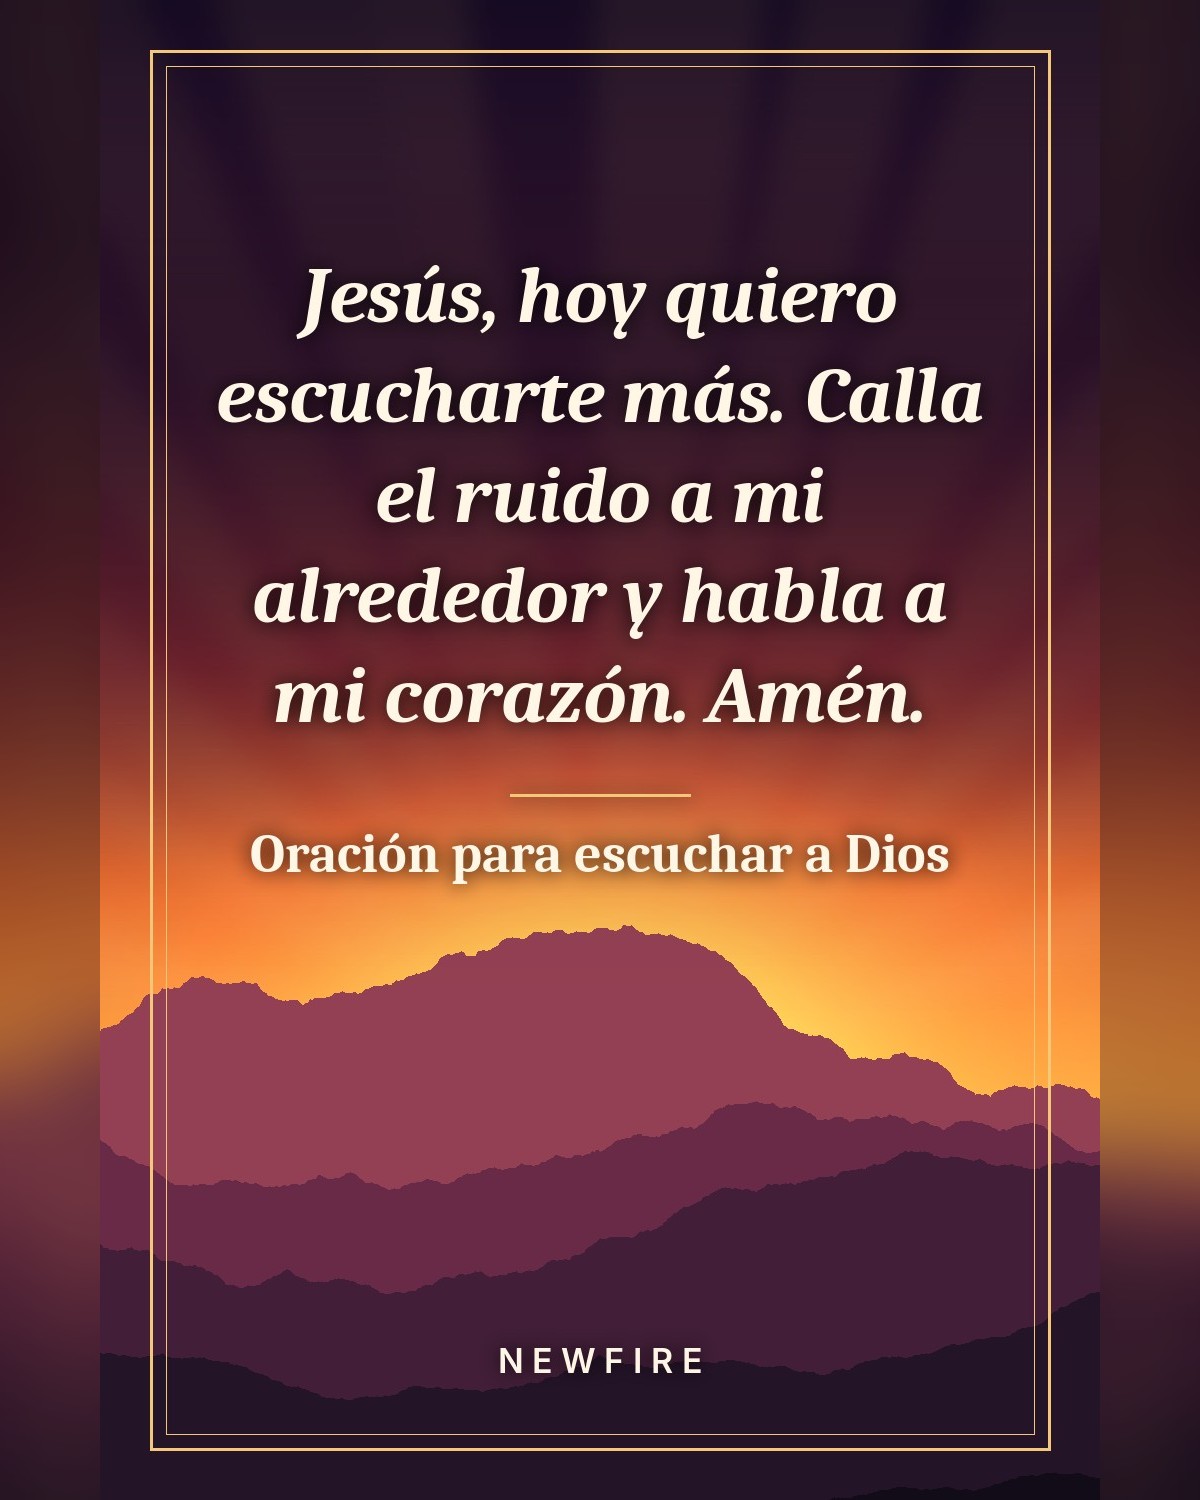 Jesús, hoy quiero
escucharte más. Calla
el ruido a mi
alrededor y habla a
mi corazón. Amén.
Oración para escuchar a Dios
NEWFIRE